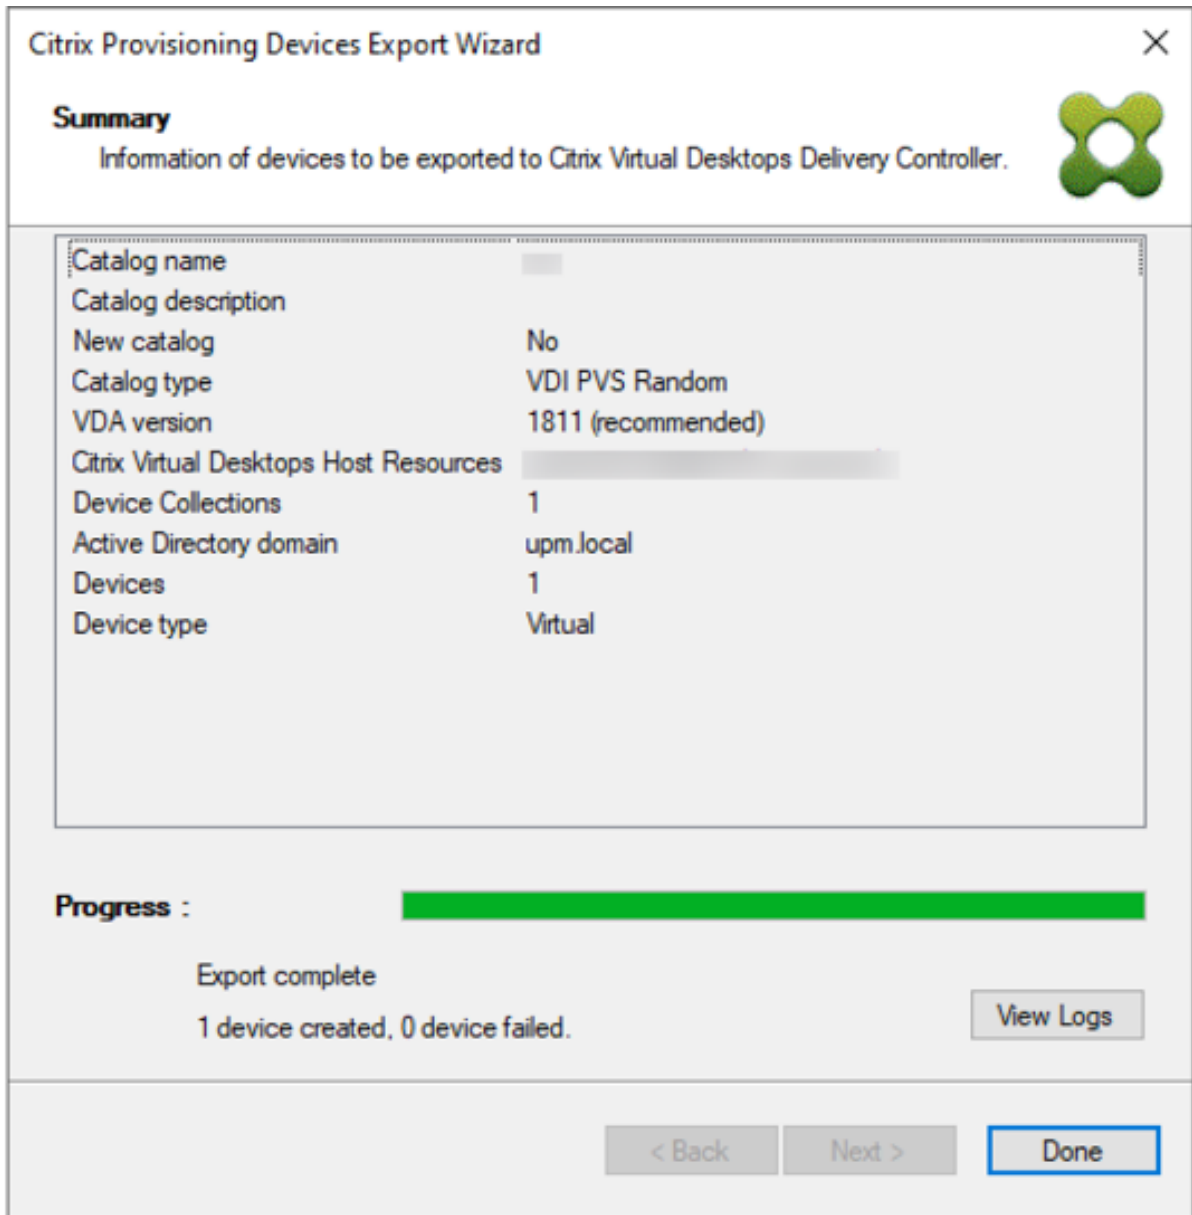 Citrix Provisioning Devices Export Wizard
Summary
Information of devices to be exported to Citrix Virtual Desktops Delivery Controller.
Catalog name
Catalog description
New catalog No
Catalog type VDI PVS Random
VDA version 1811 (recommended)
Citrix Virtual Desktops Host Resources
Device Collections 1
Active Directory domain upm.local
Devices 1
Device type Virtual
Progress :
Export complete
1 device created, 0 device failed.
View Logs
< Back Next > Done